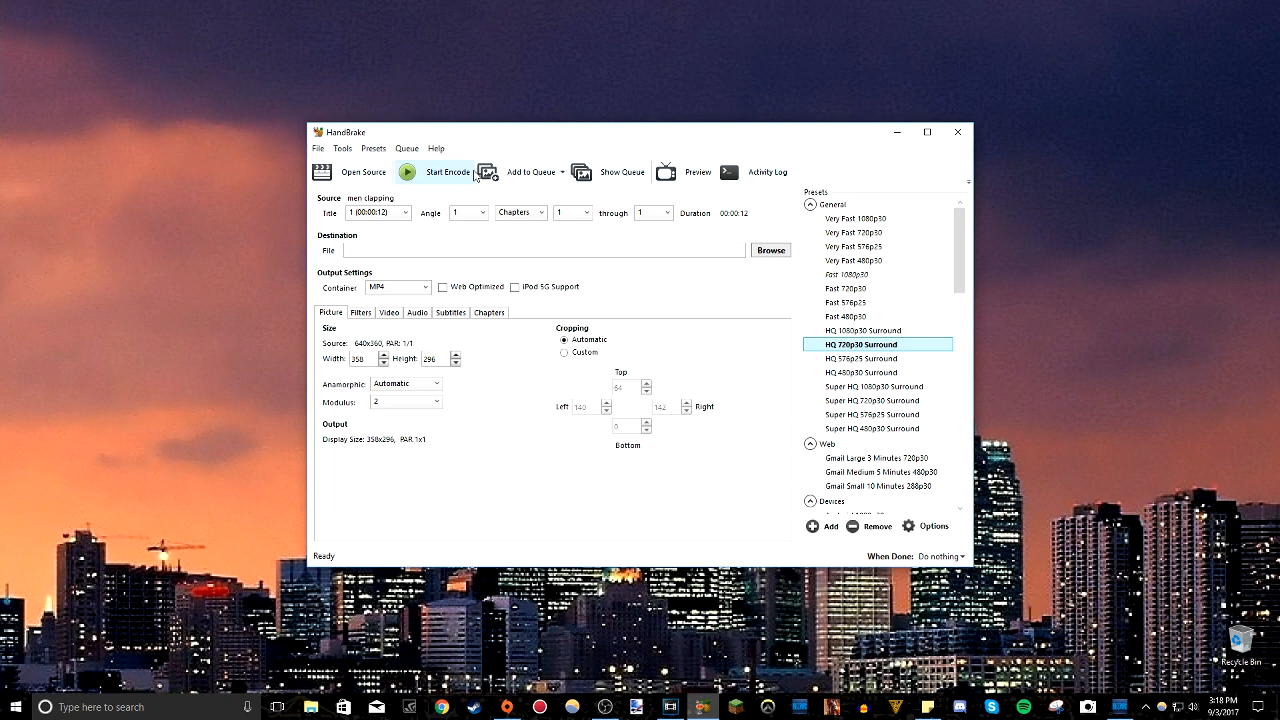 HandBrake
File Tools Presets Queue Help
Open Source Start Encode Add to Queue Show Queue Preview Activity Log
Source men clapping
Title 1 (00:00:12) Angle 1 Chapters 1 through 1 Duration 00:00:12
Destination
File Browse
Output Settings
Container MP4 Web Optimized iPod 5G Support
Picture Filters Video Audio Subtitles Chapters
Size
Source: 640x360, PAR: 1/1
Width: 358 Height: 296
Anamorphic: Automatic
Modulus: 2
Output
Display Size: 358x296, PAR 1x1
Cropping
Automatic
Custom
Top
64
Left 140 142 Right
0
Bottom
Presets
General
Very Fast 1080p30
Very Fast 720p30
Very Fast 576p25
Very Fast 480p30
Fast 1080p30
Fast 720p30
Fast 576p25
Fast 480p30
HQ 1080p30 Surround
HQ 720p30 Surround
HQ 576p25 Surround
HQ 480p30 Surround
Super HQ 1080p30 Surround
Super HQ 720p30 Surround
Super HQ 576p25 Surround
Super HQ 480p30 Surround
Web
Gmail Large 3 Minutes 720p30
Gmail Medium 5 Minutes 480p30
Gmail Small 10 Minutes 288p30
Devices
Add Remove Options
Ready When Done: Do nothing
Recycle Bin
Type here to search
3:18 PM
9/3/2017